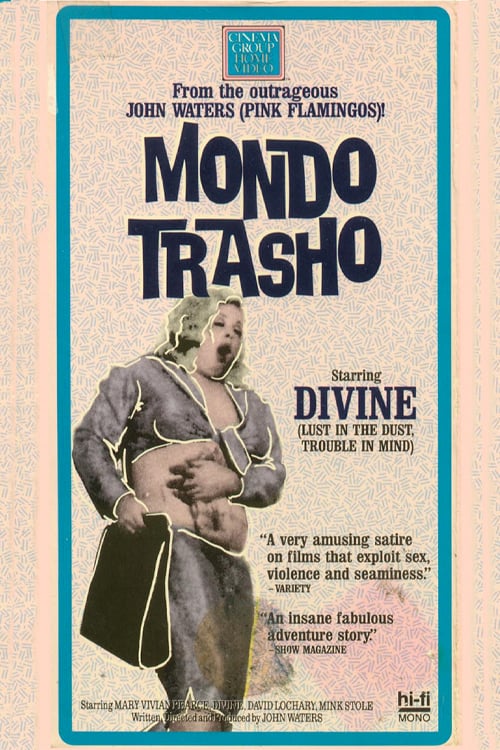 CINEMA
GROUP
HOME
VIDEO
From the outrageous
JOHN WATERS (PINK FLAMINGOS)!
MONDO
TRASHO
Starring
DIVINE
(LUST IN THE DUST,
TROUBLE IN MIND)
“A very amusing satire
on films that exploit sex,
violence and seaminess.”
–VARIETY
“An insane fabulous
adventure story.”
–SHOW MAGAZINE
Starring MARY VIVIAN PEARCE, DIVINE, DAVID LOCHARY, MINK STOLE
Written, Directed and Produced by JOHN WATERS
hi-fi
MONO